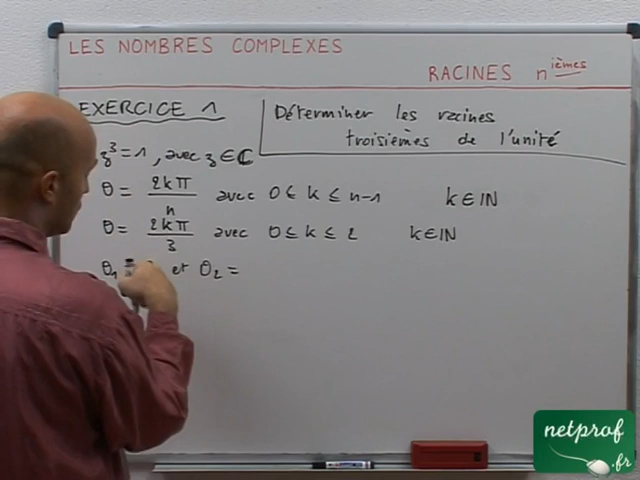 LES NOMBRES COMPLEXES
RACINES n ièmes
EXERCICE 1
Déterminer les racines
troisièmes de l'unité
z³ = 1, avec z ∈ ℂ
θ = 2kπ/n avec 0 ≤ k ≤ n-1 k ∈ IN
θ = 2kπ/3 avec 0 ≤ k ≤ 2 k ∈ IN
θ₁ = et θ₂ =
netprof
.fr